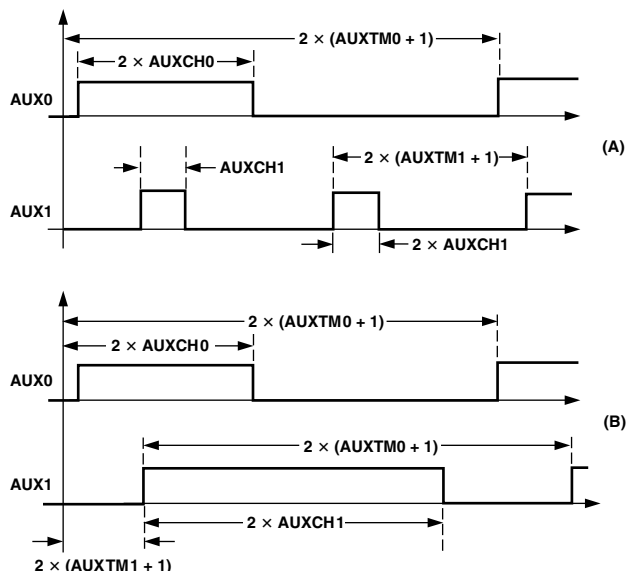 2 × (AUXTM0 + 1)
2 × AUXCH0
AUX0
(A)
AUXCH1
2 × (AUXTM1 + 1)
AUX1
2 × AUXCH1
2 × (AUXTM0 + 1)
2 × AUXCH0
AUX0
(B)
2 × (AUXTM0 + 1)
AUX1
2 × AUXCH1
2 × (AUXTM1 + 1)